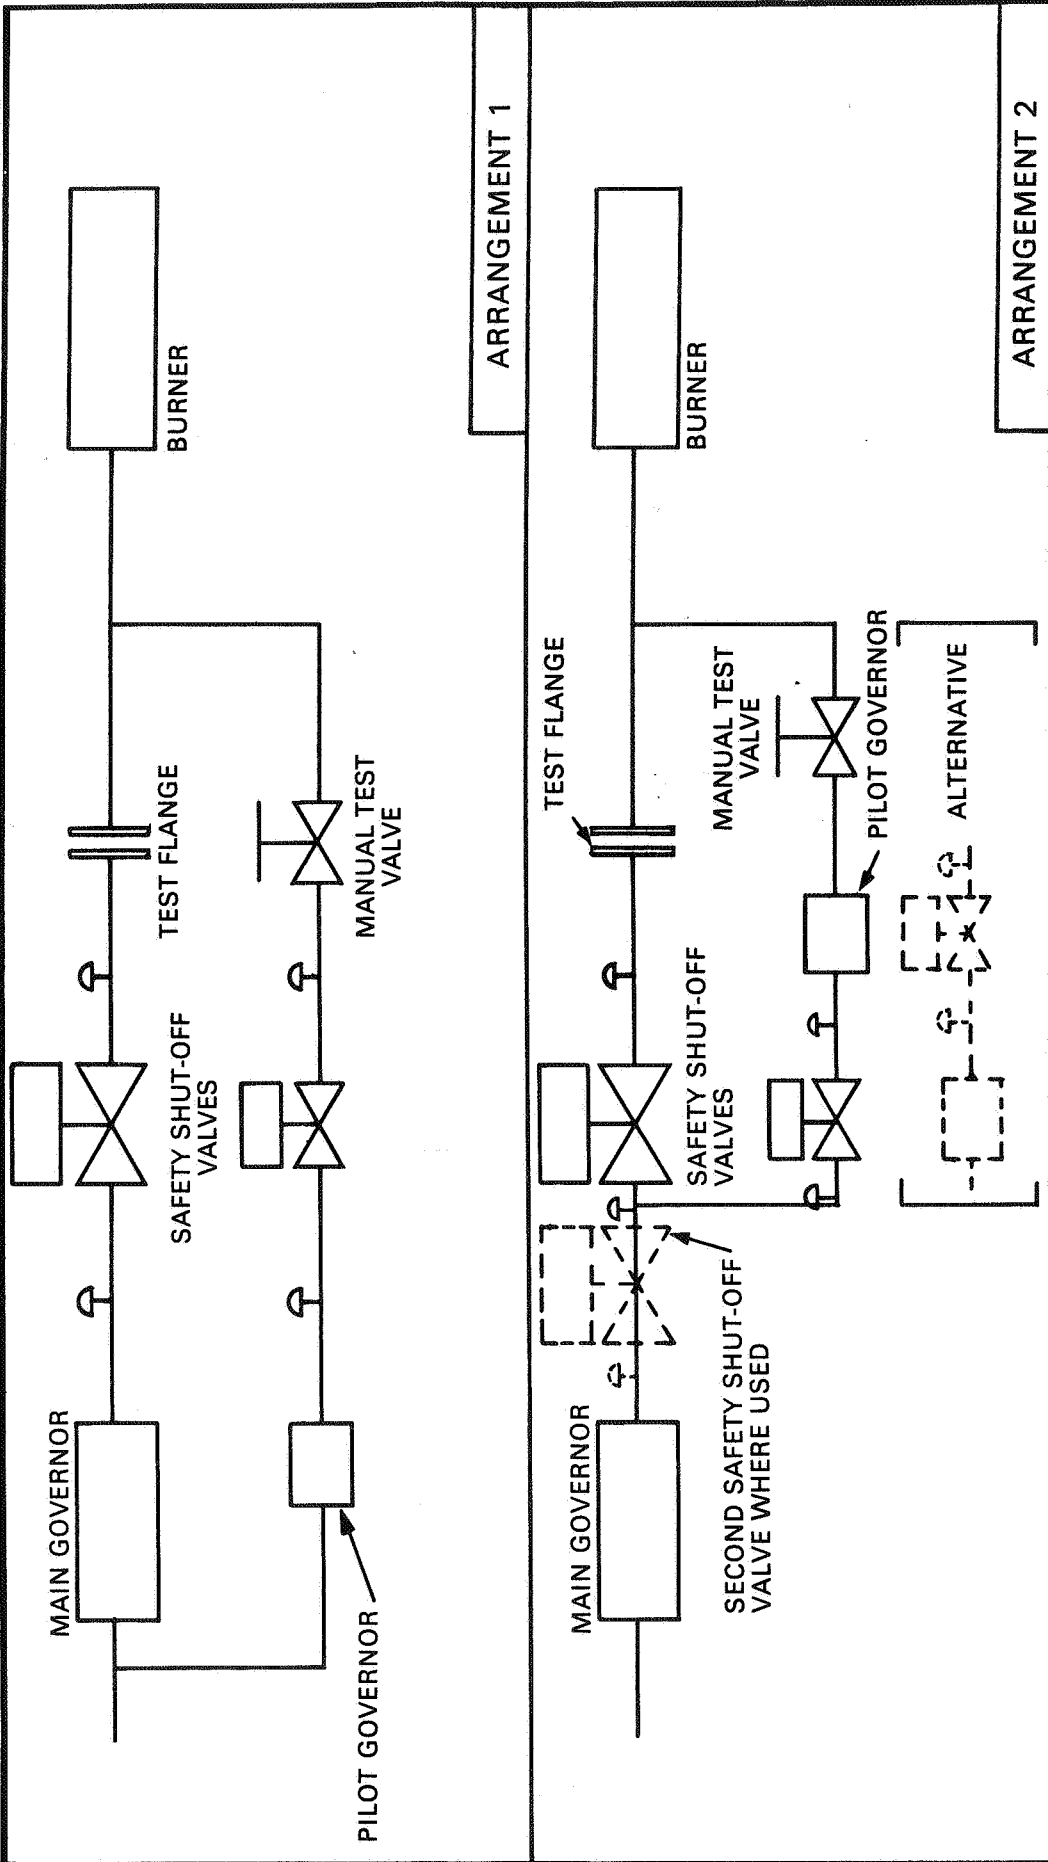 MAIN GOVERNOR
SAFETY SHUT-OFF
VALVES
TEST FLANGE
BURNER
PILOT GOVERNOR
MANUAL TEST
VALVE
ARRANGEMENT 1
MAIN GOVERNOR
SECOND SAFETY SHUT-OFF
VALVE WHERE USED
SAFETY SHUT-OFF
VALVES
TEST FLANGE
BURNER
MANUAL TEST
VALVE
PILOT GOVERNOR
ALTERNATIVE
ARRANGEMENT 2